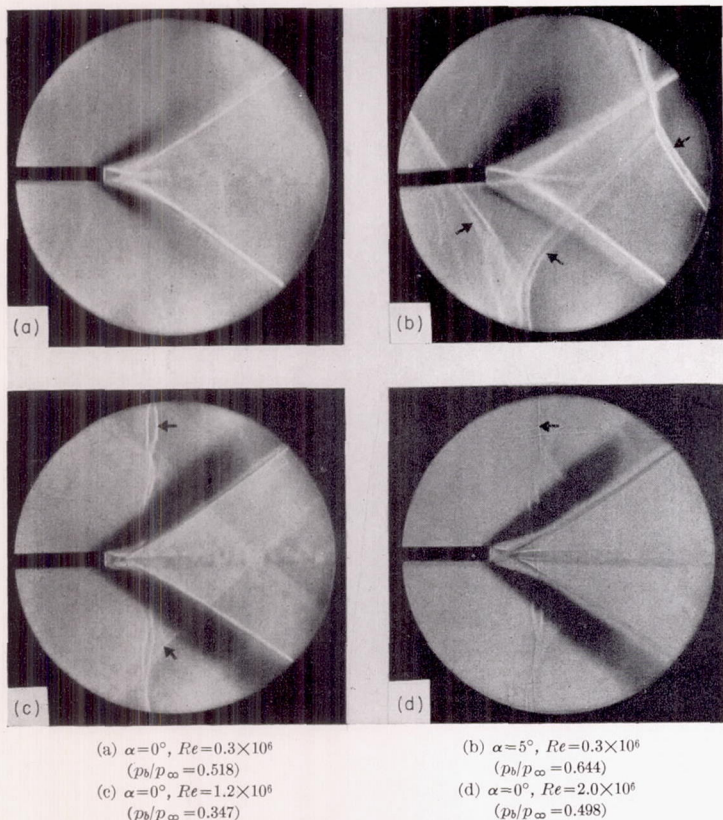 (a)
(b)
(c)
(d)
(a) α=0°, Re=0.3×10⁶
(p_b/p_∞=0.518)
(b) α=5°, Re=0.3×10⁶
(p_b/p_∞=0.644)
(c) α=0°, Re=1.2×10⁶
(p_b/p_∞=0.347)
(d) α=0°, Re=2.0×10⁶
(p_b/p_∞=0.498)